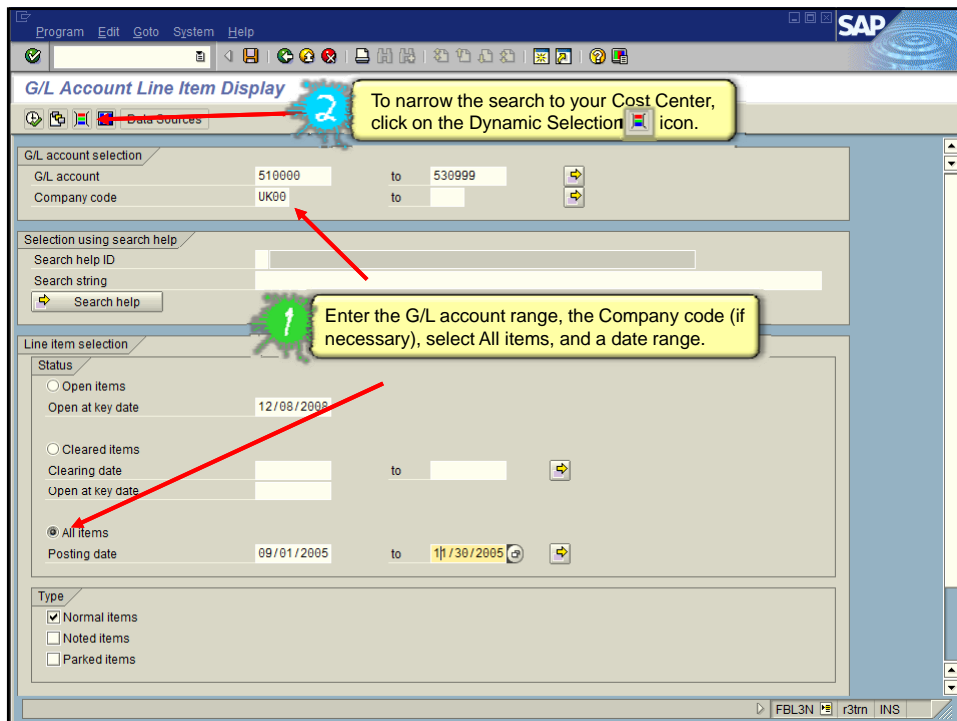 Program Edit Goto System Help
SAP
G/L Account Line Item Display
Data Sources
2
To narrow the search to your Cost Center,
click on the Dynamic Selection icon.
G/L account selection
G/L account 510000 to 530999
Company code UK00 to
Selection using search help
Search help ID
Search string
Search help
1
Enter the G/L account range, the Company code (if
necessary), select All items, and a date range.
Line item selection
Status
Open items
Open at key date 12/08/2008
Cleared items
Clearing date to
Open at key date
All items
Posting date 09/01/2005 to 11/30/2005
Type
Normal items
Noted items
Parked items
FBL3N r3trn INS